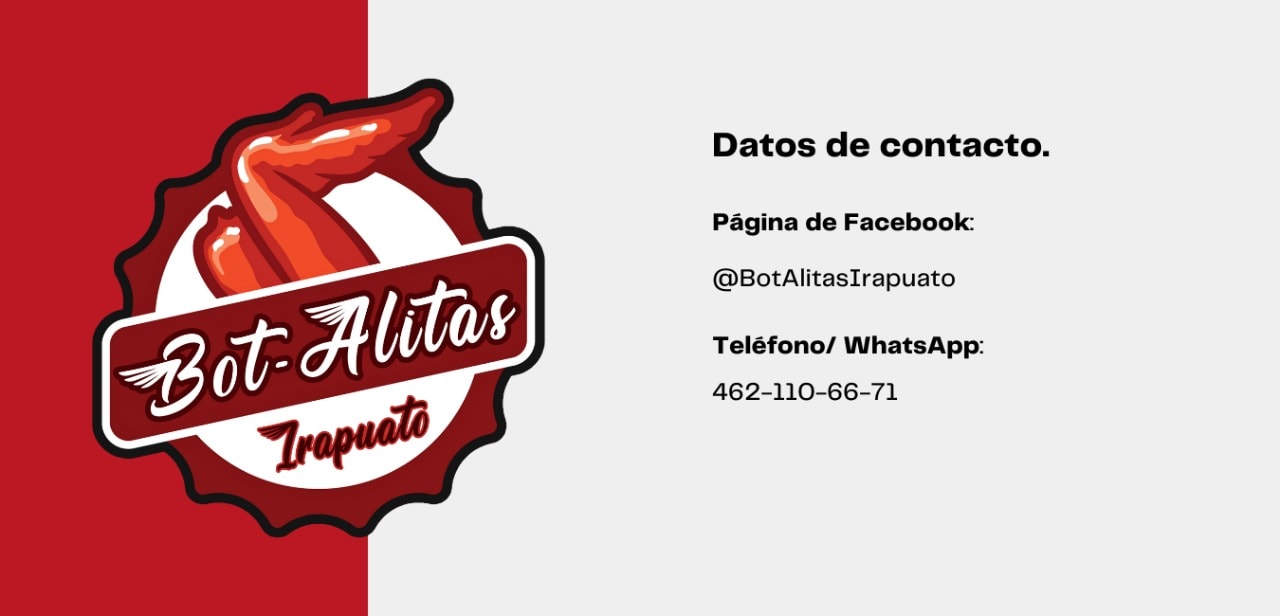 Bot-Alitas
Irapuato
Datos de contacto.
Página de Facebook:
@BotAlitasIrapuato
Teléfono/ WhatsApp:
462-110-66-71